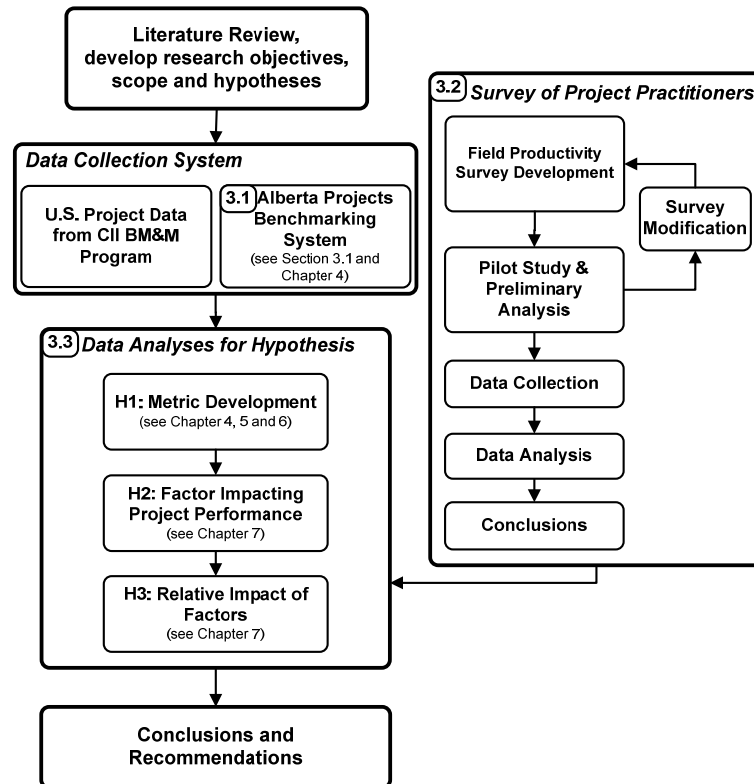 Literature Review,
develop research objectives,
scope and hypotheses
Data Collection System
U.S. Project Data
from CII BM&M
Program
3.1 Alberta Projects
Benchmarking
System
(see Section 3.1 and
Chapter 4)
3.3 Data Analyses for Hypothesis
H1: Metric Development
(see Chapter 4, 5 and 6)
H2: Factor Impacting
Project Performance
(see Chapter 7)
H3: Relative Impact of
Factors
(see Chapter 7)
Conclusions and
Recommendations
3.2 Survey of Project Practitioners
Field Productivity
Survey Development
Survey
Modification
Pilot Study &
Preliminary
Analysis
Data Collection
Data Analysis
Conclusions